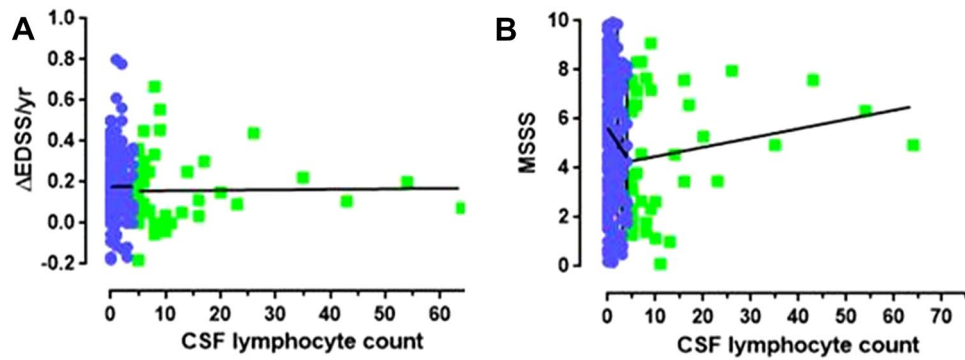 A
ΔEDSS/yr
1.0
0.8
0.6
0.4
0.2
0.0
-0.2
0 10 20 30 40 50 60
CSF lymphocyte count
B
MSSS
10
8
6
4
2
0
0 10 20 30 40 50 60 70
CSF lymphocyte count